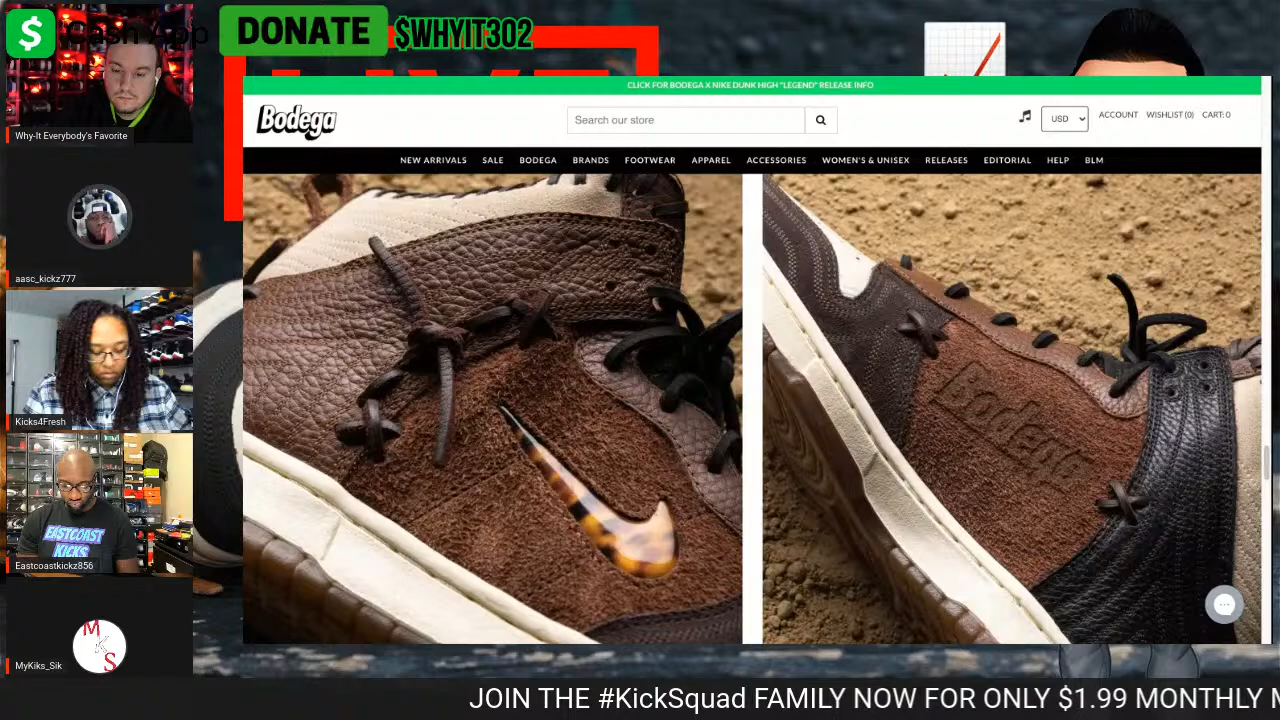 $ Cash App
DONATE $WHYIT302
Why-It Everybody's Favorite
aasc_kickz777
Kicks4Fresh
EASTCOAST
KICKS
Eastcoastkickz856
M K S
MyKiks_Sik
CLICK FOR BODEGA X NIKE DUNK HIGH "LEGEND" RELEASE INFO
Bodega
Search our store
USD
ACCOUNT WISHLIST (0) CART: 0
NEW ARRIVALS SALE BODEGA BRANDS FOOTWEAR APPAREL ACCESSORIES WOMEN'S & UNISEX RELEASES EDITORIAL HELP BLM
Bodega
JOIN THE #KickSquad FAMILY NOW FOR ONLY $1.99 MONTHLY